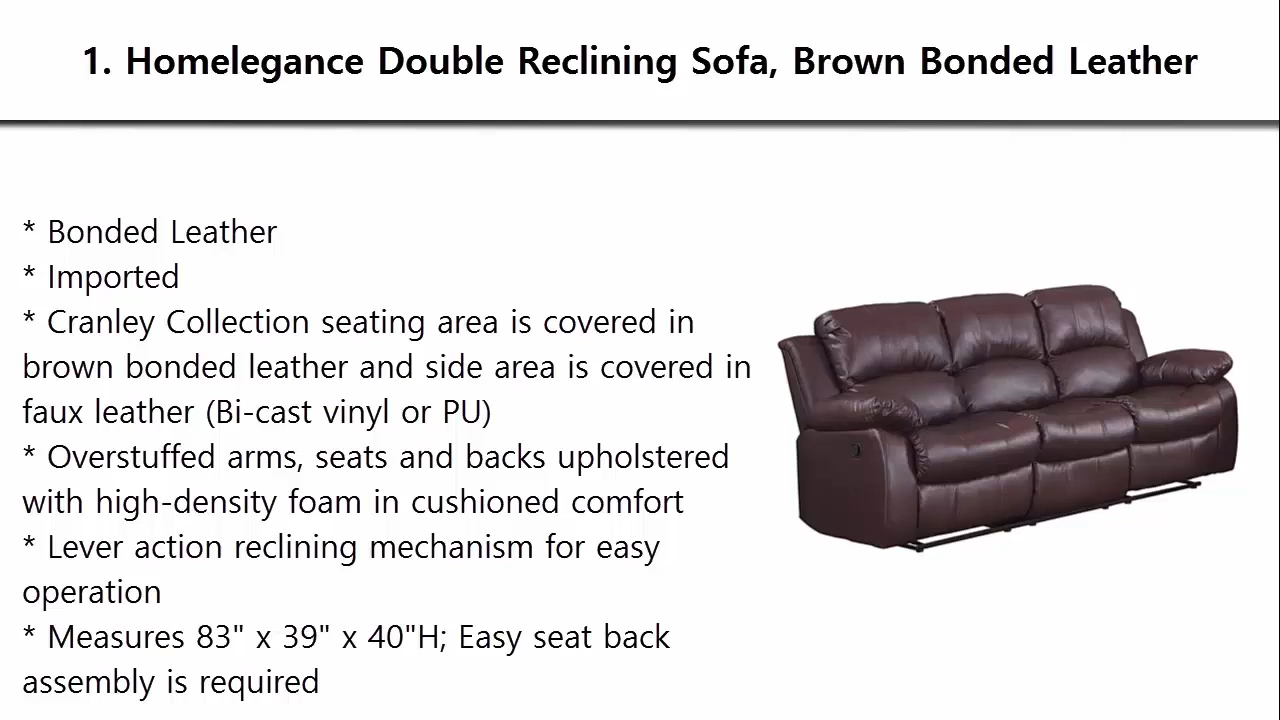 1. Homelegance Double Reclining Sofa, Brown Bonded Leather
* Bonded Leather
* Imported
* Cranley Collection seating area is covered in
brown bonded leather and side area is covered in
faux leather (Bi-cast vinyl or PU)
* Overstuffed arms, seats and backs upholstered
with high-density foam in cushioned comfort
* Lever action reclining mechanism for easy
operation
* Measures 83" x 39" x 40"H; Easy seat back
assembly is required